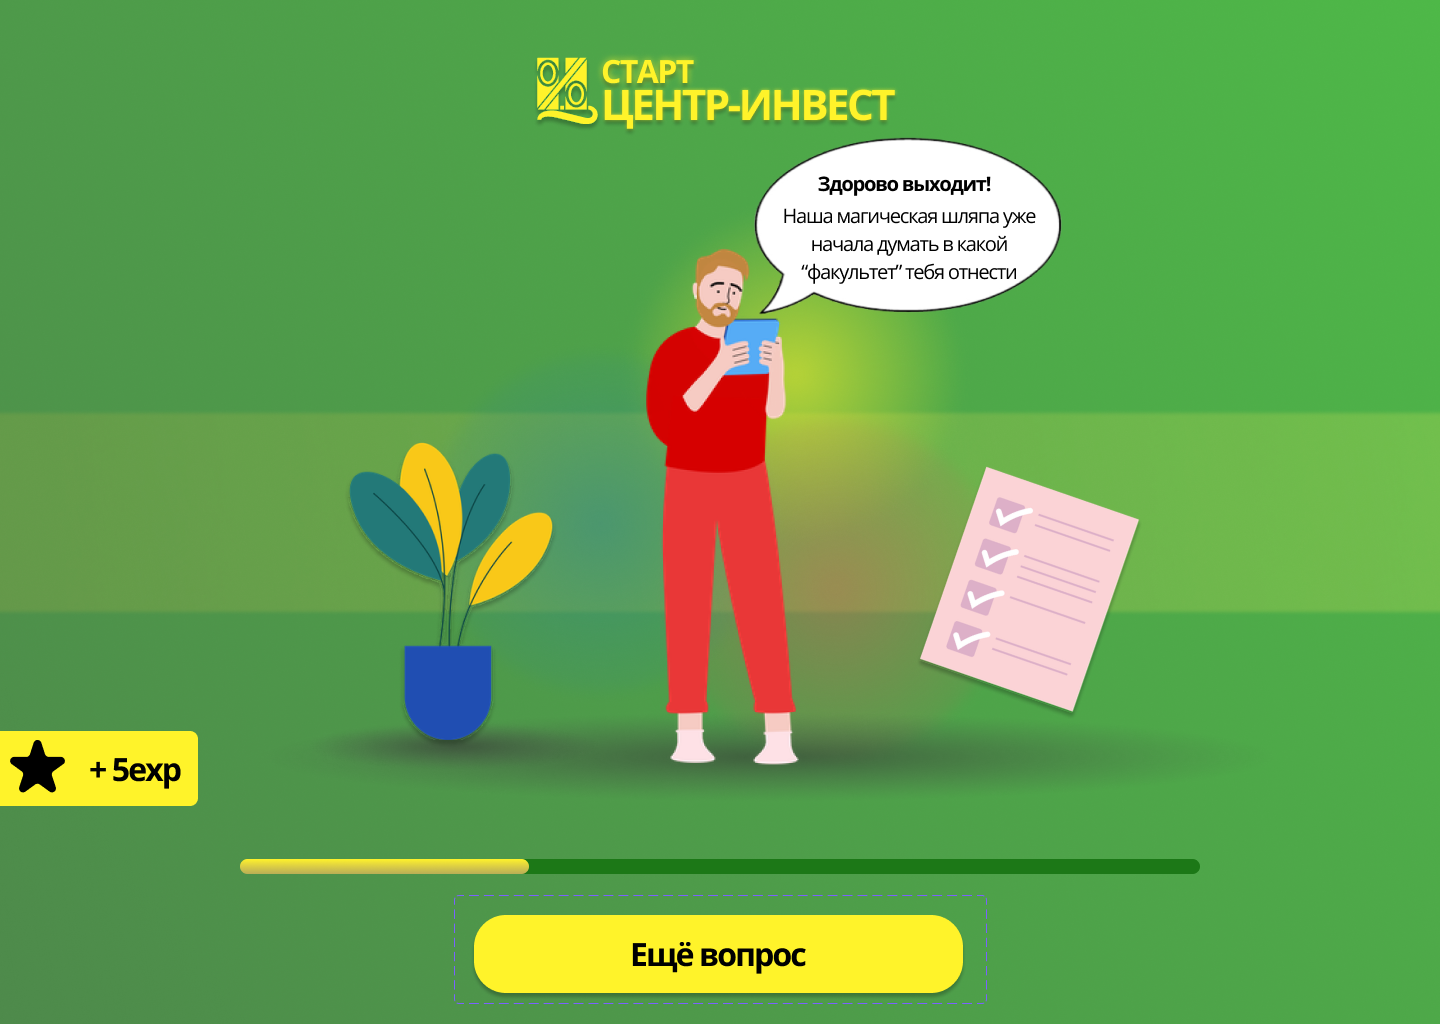 СТАРТ
ЦЕНТР-ИНВЕСТ
Здорово выходит!
Наша магическая шляпа уже
начала думать в какой
“факультет” тебя отнести
+ 5exp
Ещё вопрос